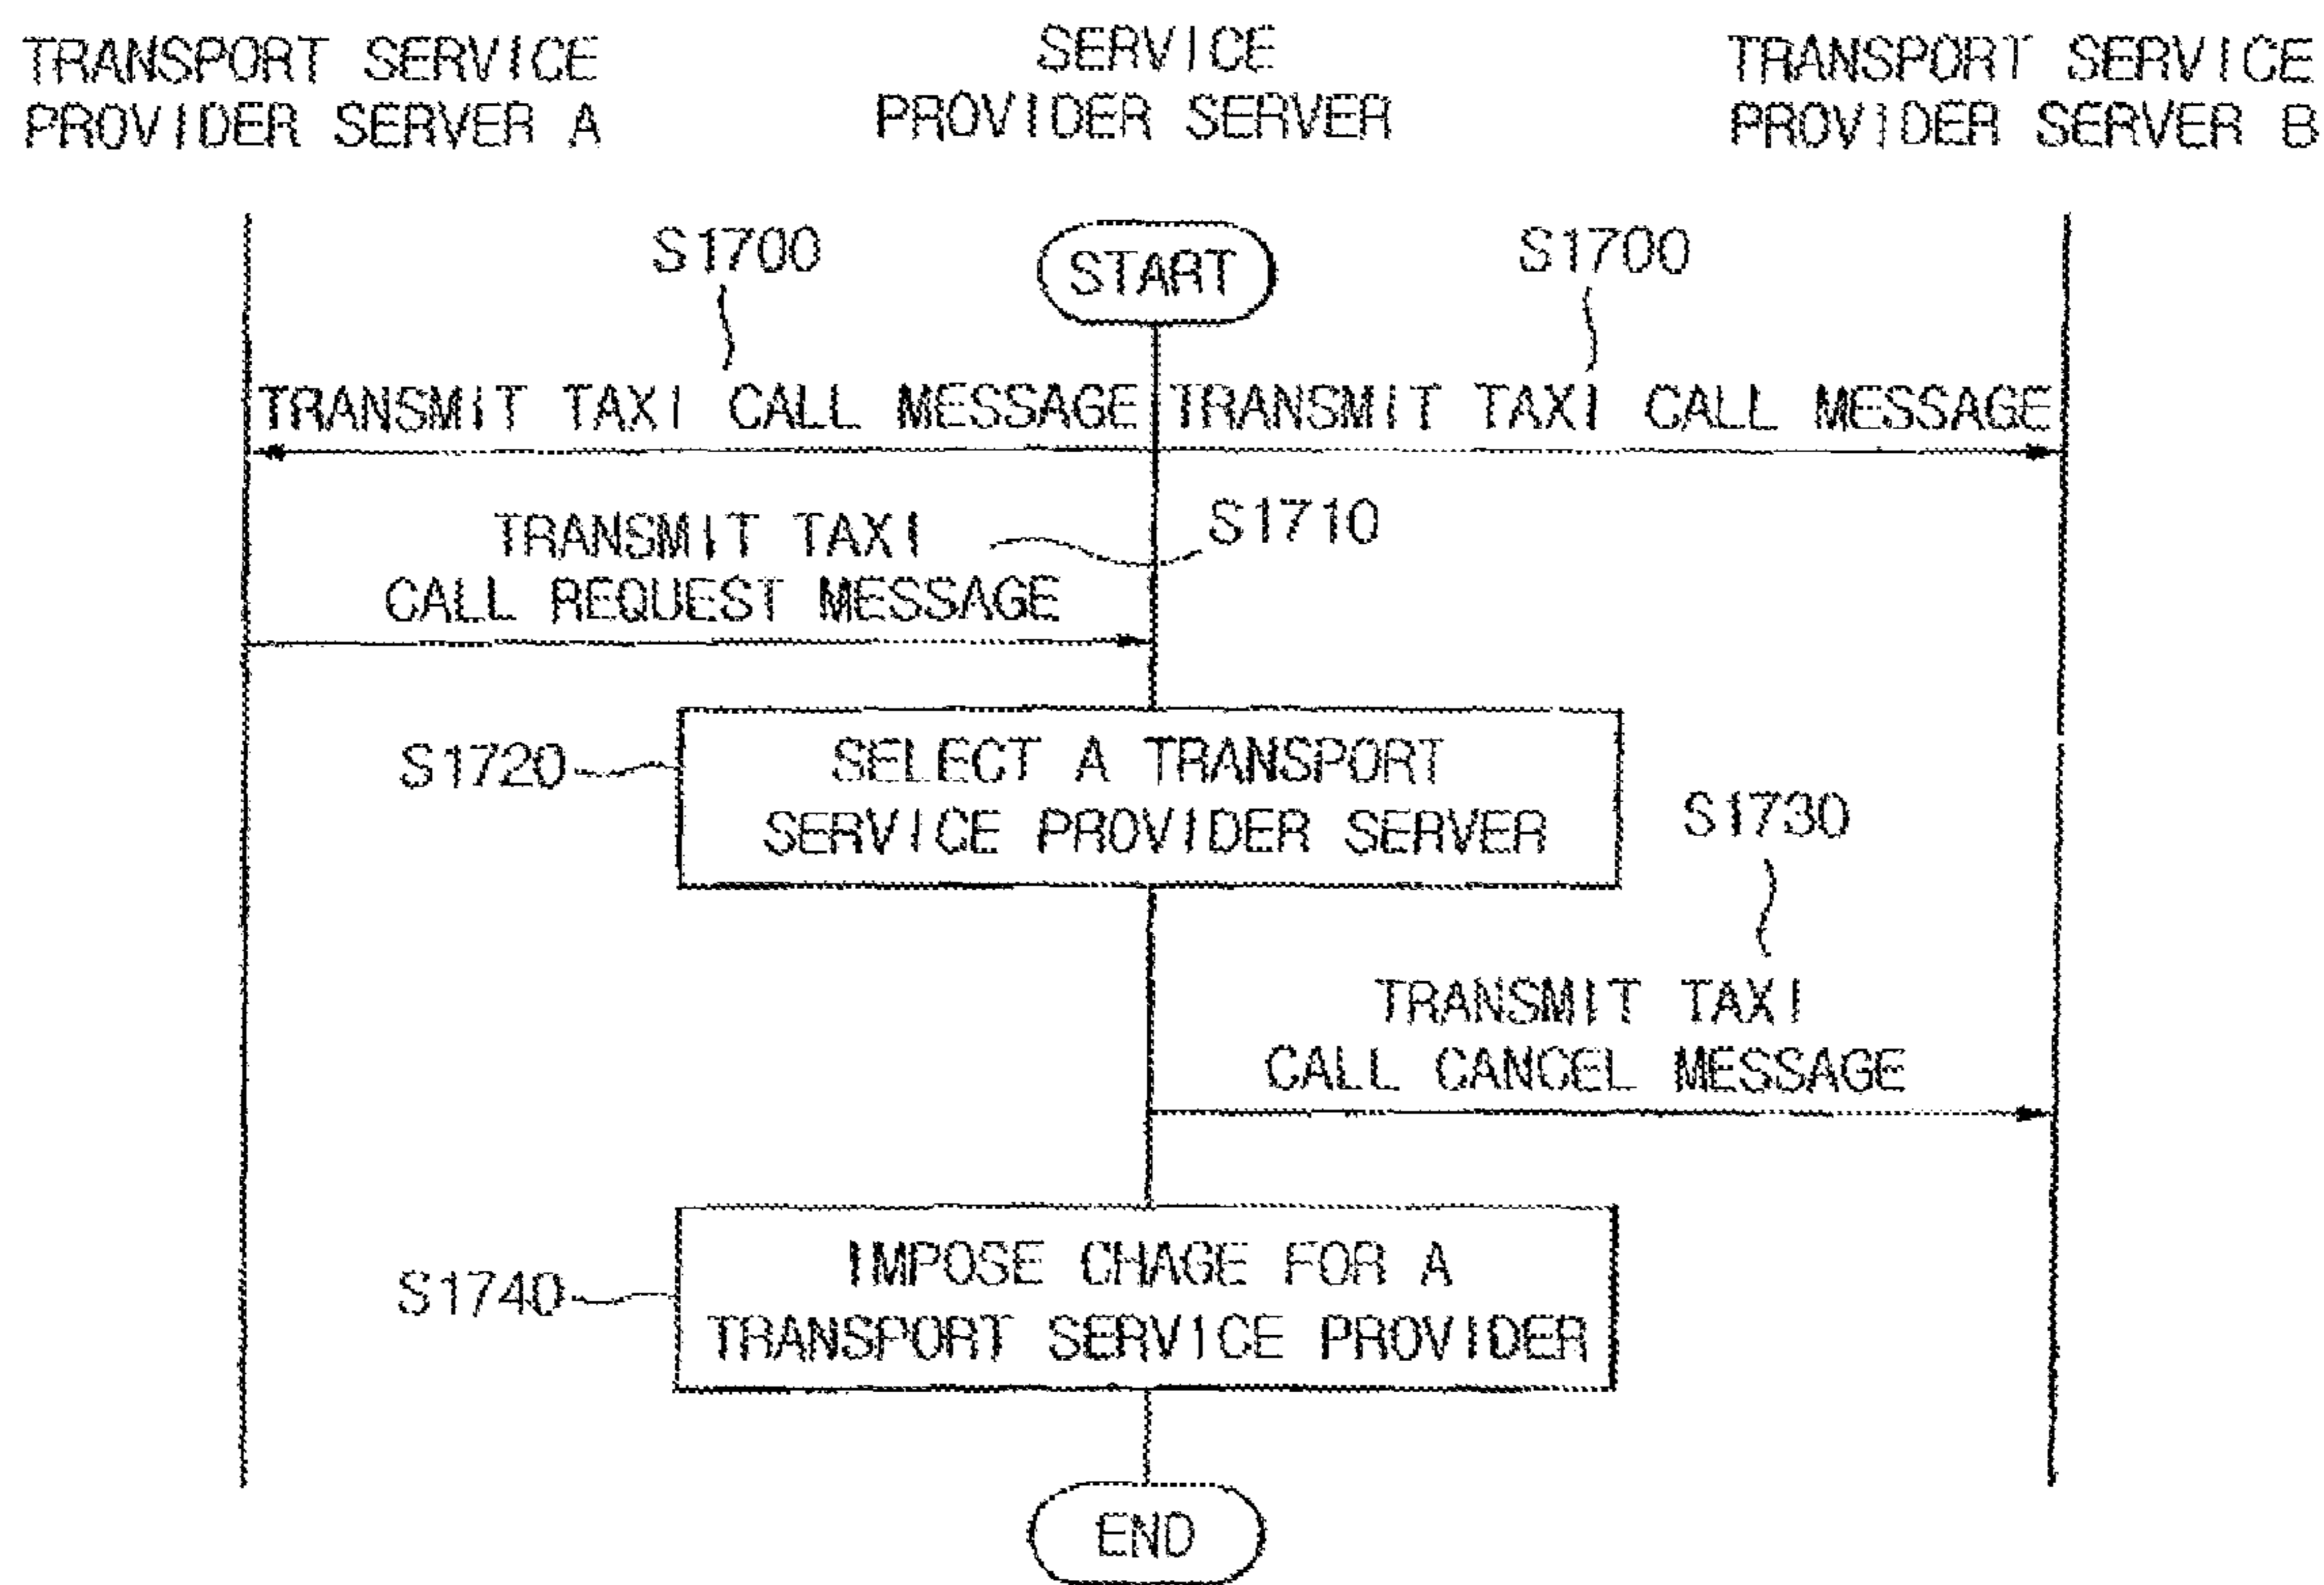 TRANSPORT SERVICE
PROVIDER SERVER A
SERVICE
PROVIDER SERVER
TRANSPORT SERVICE
PROVIDER SERVER B
S1700
START
S1700
TRANSMIT TAXI CALL MESSAGE
TRANSMIT TAXI CALL MESSAGE
TRANSMIT TAXI
CALL REQUEST MESSAGE
S1710
S1720
SELECT A TRANSPORT
SERVICE PROVIDER SERVER
S1730
TRANSMIT TAXI
CALL CANCEL MESSAGE
S1740
IMPOSE CHAGE FOR A
TRANSPORT SERVICE PROVIDER
END